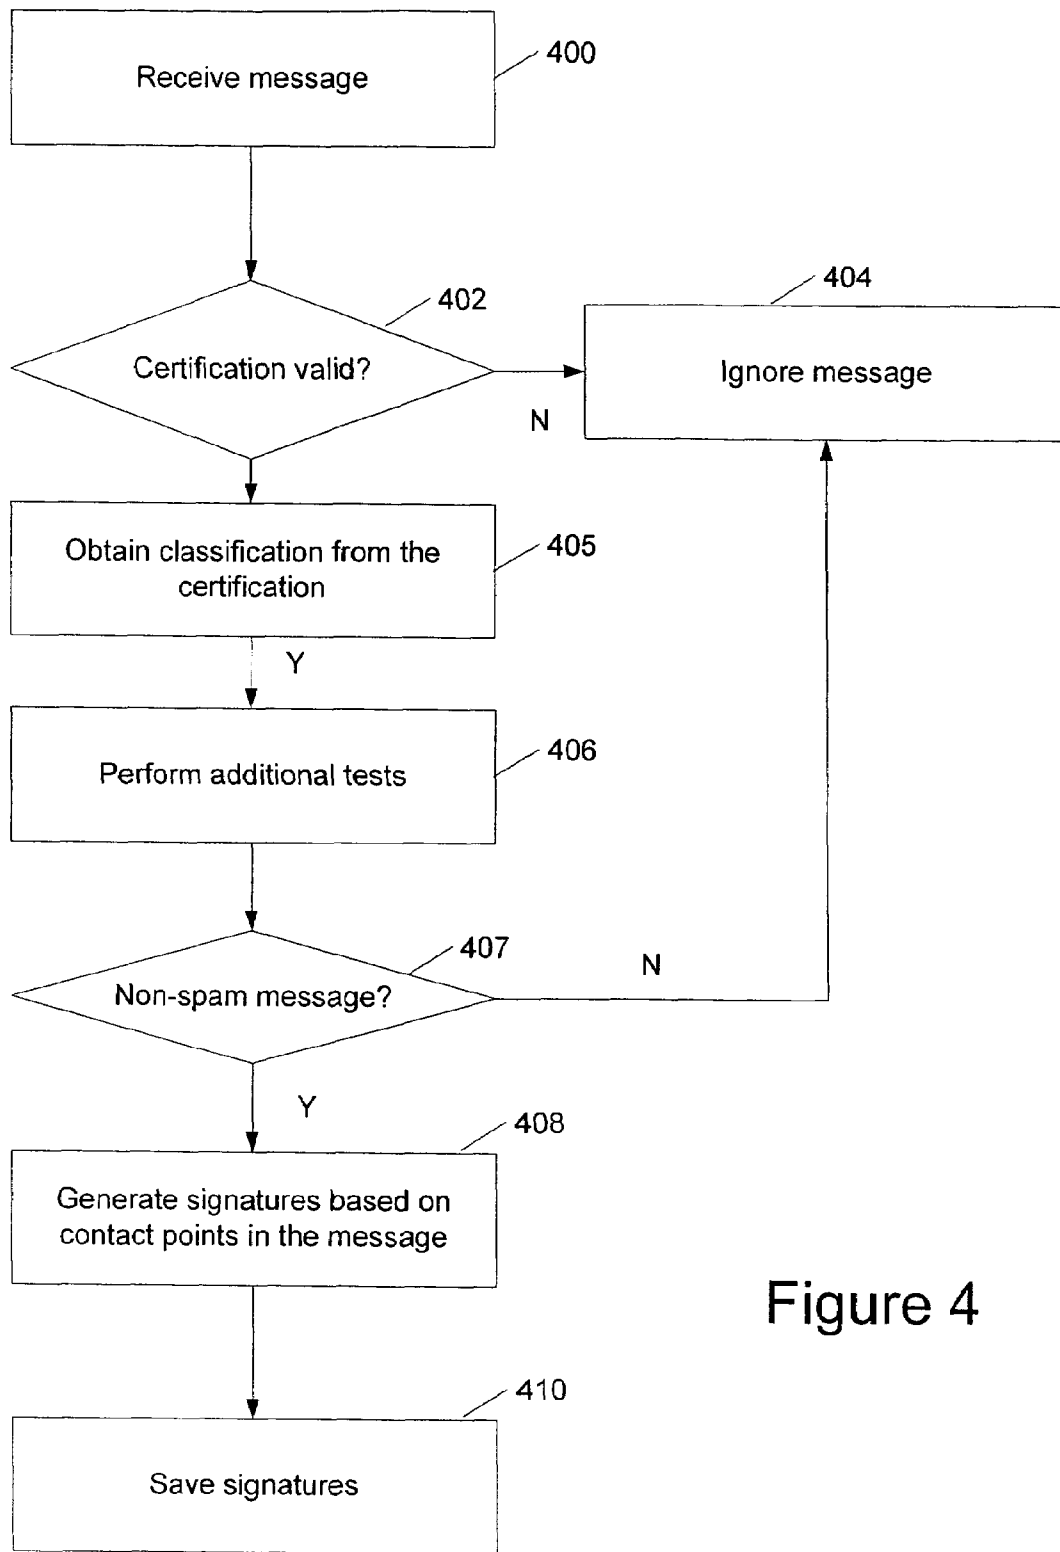 Receive message
400
402
Certification valid?
N
404
Ignore message
Obtain classification from the
certification
405
Y
Perform additional tests
406
407
Non-spam message?
N
Y
408
Generate signatures based on
contact points in the message
Figure 4
410
Save signatures